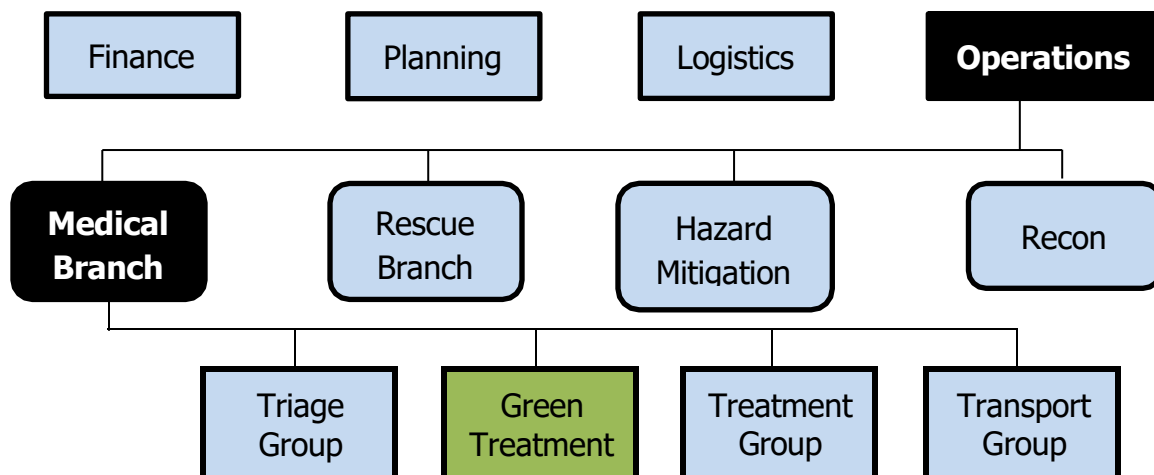 Finance
Planning
Logistics
Operations
Medical
Branch
Rescue
Branch
Hazard
Mitigation
Recon
Triage
Group
Green
Treatment
Treatment
Group
Transport
Group